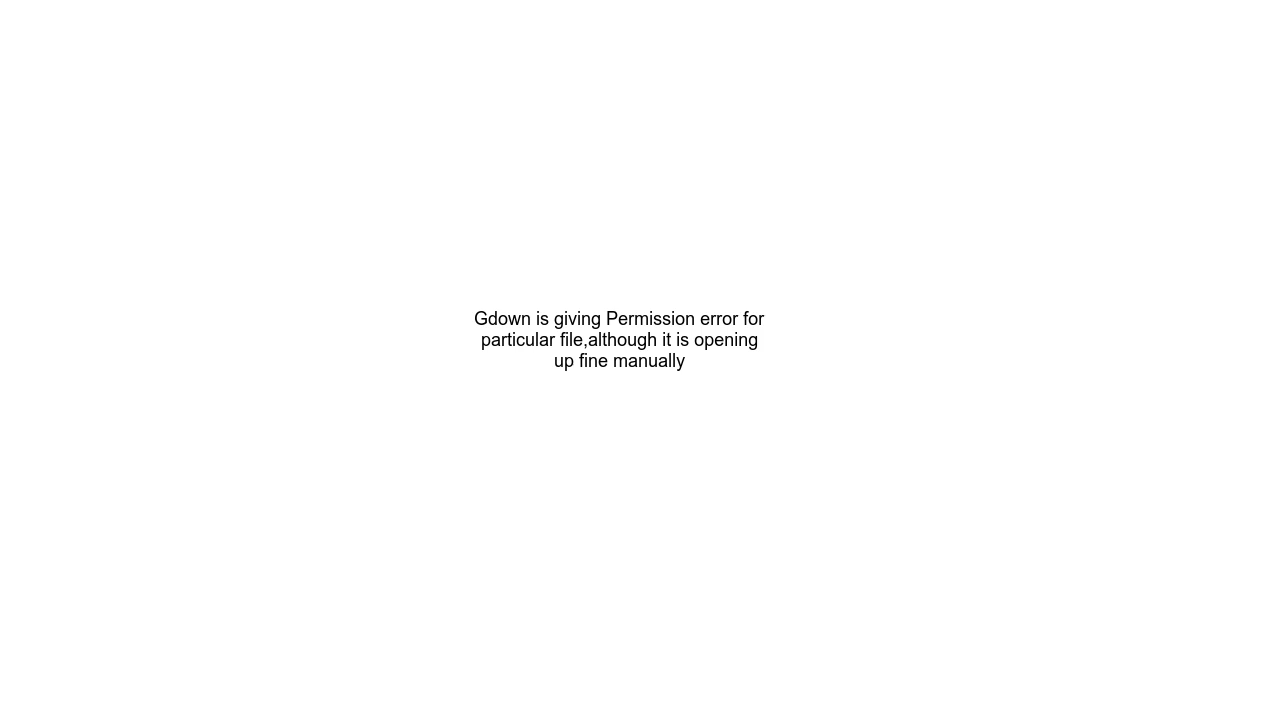 Gdown is giving Permission error for
particular file,although it is opening
up fine manually